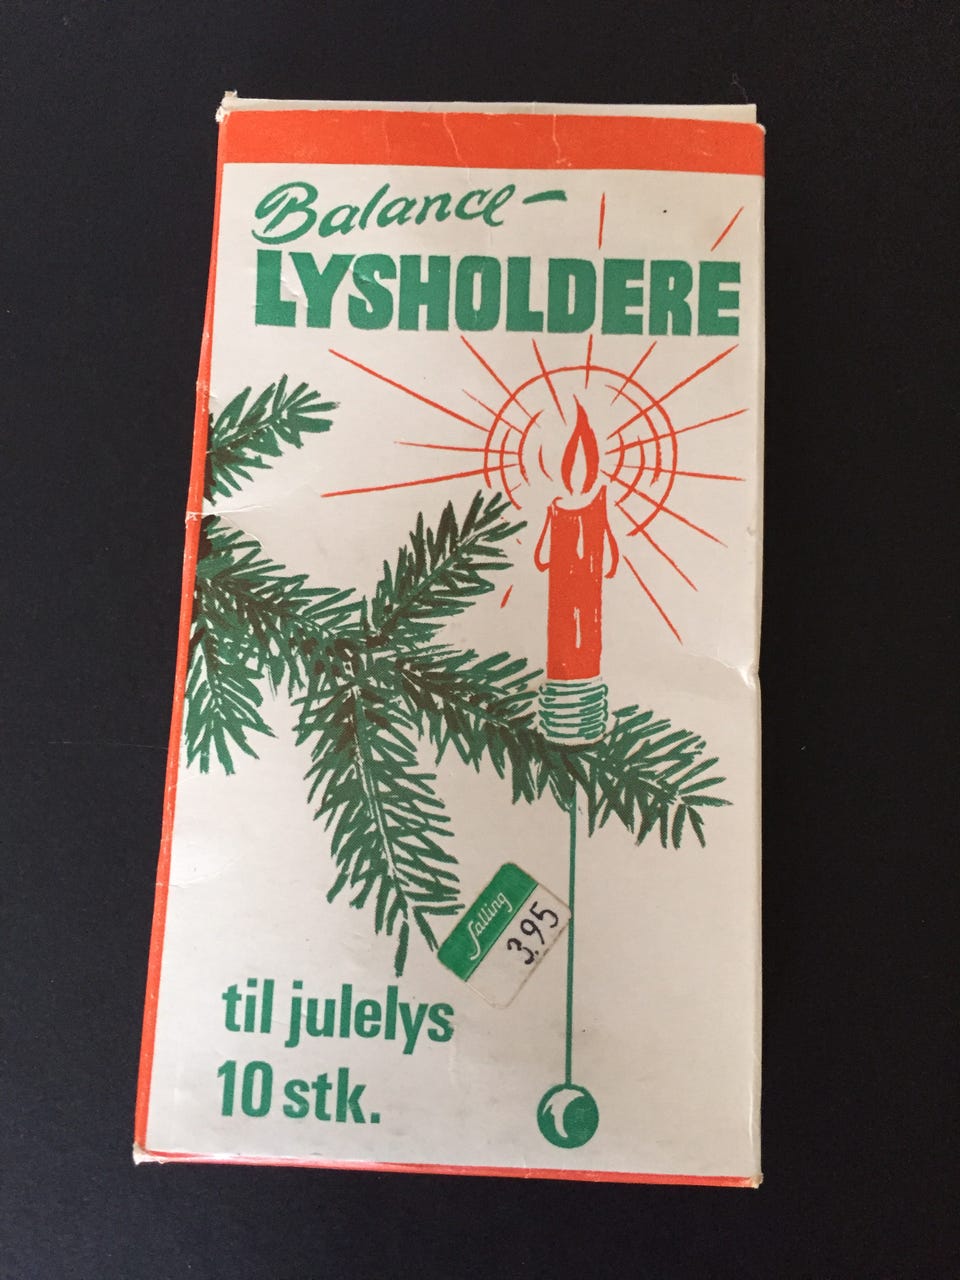 Balance-
LYSHOLDERE
Salling
3.95
til julelys
10 stk.